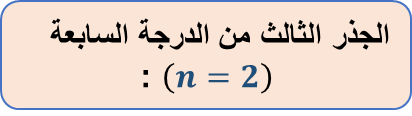 الجذر الثالث من الدرجة السابعة
(n = 2) :